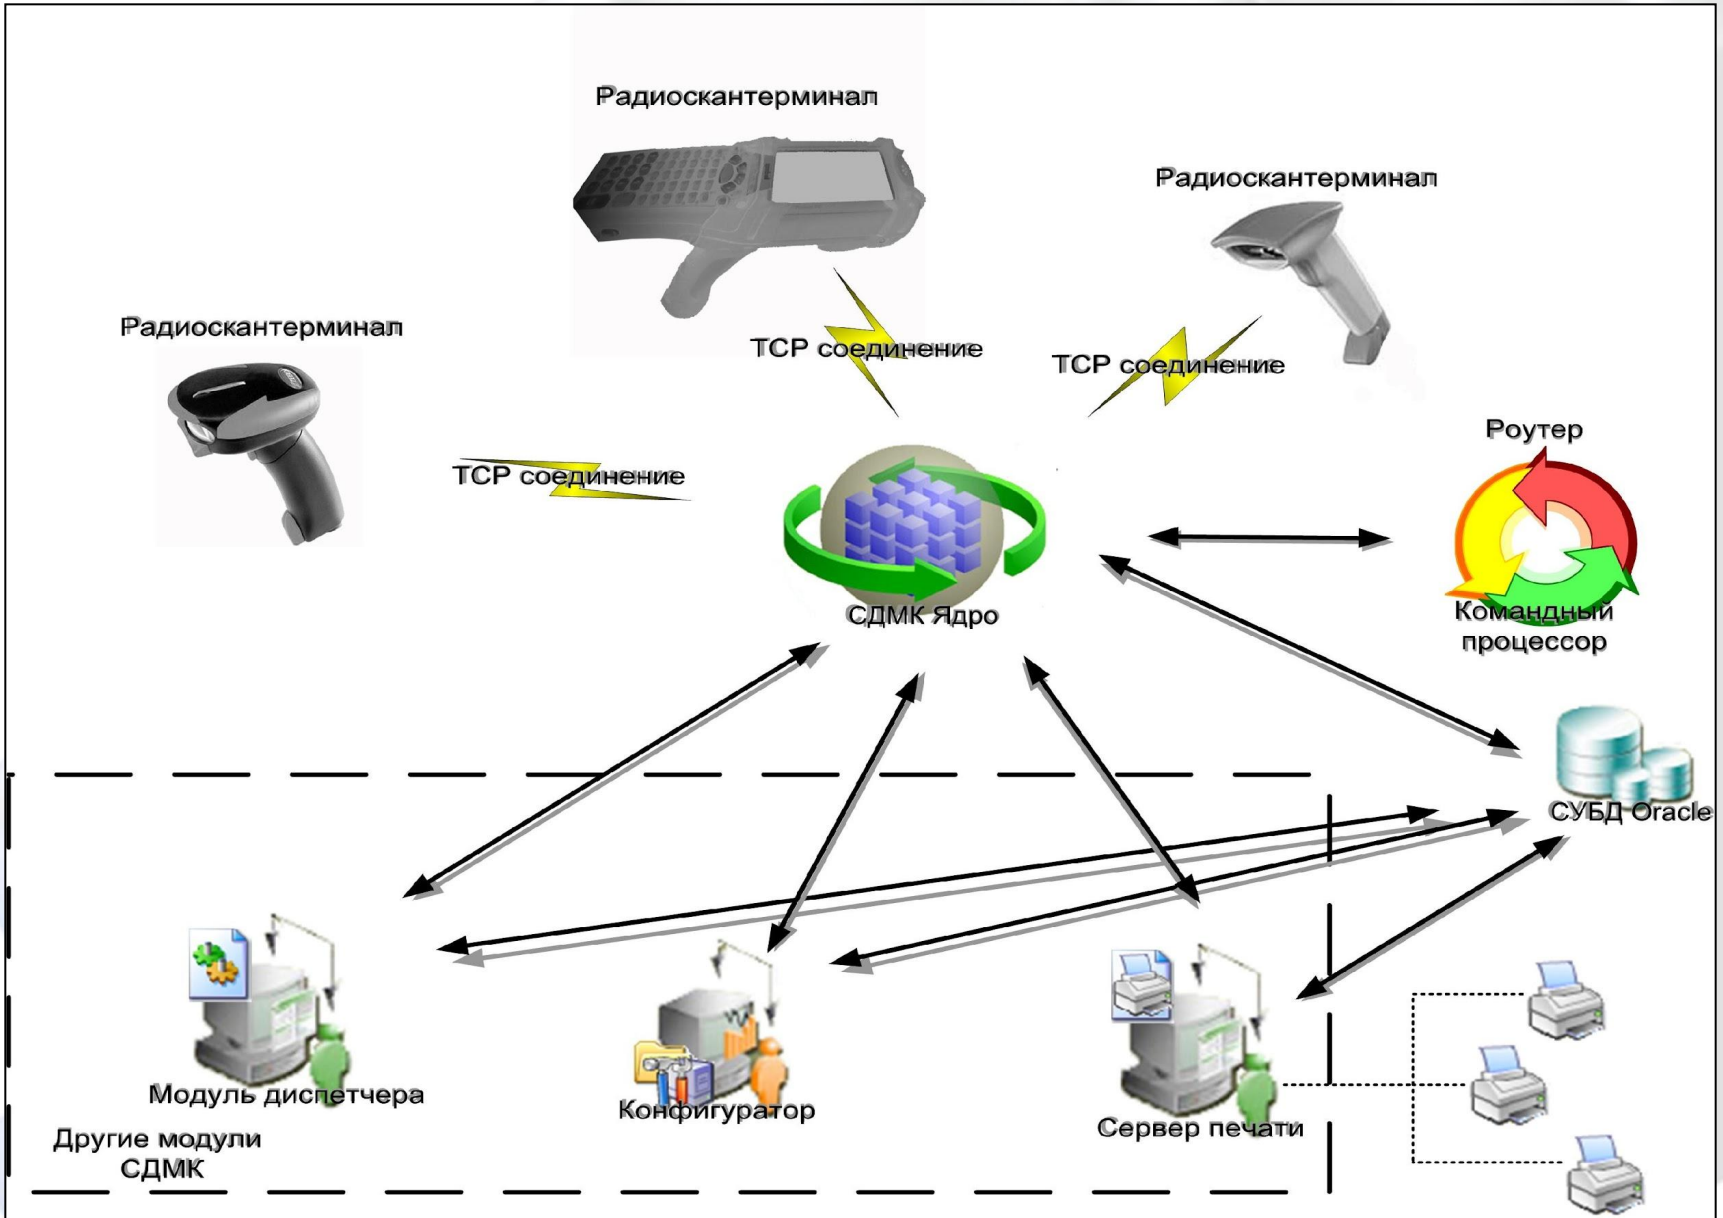 Радиоскантерминал
Радиоскантерминал
Радиоскантерминал
TCP соединение
TCP соединение
TCP соединение
Роутер
Командный
процессор
СДМК Ядро
СУБД Oracle
Модуль диспетчера
Конфигуратор
Сервер печати
Другие модули
СДМК